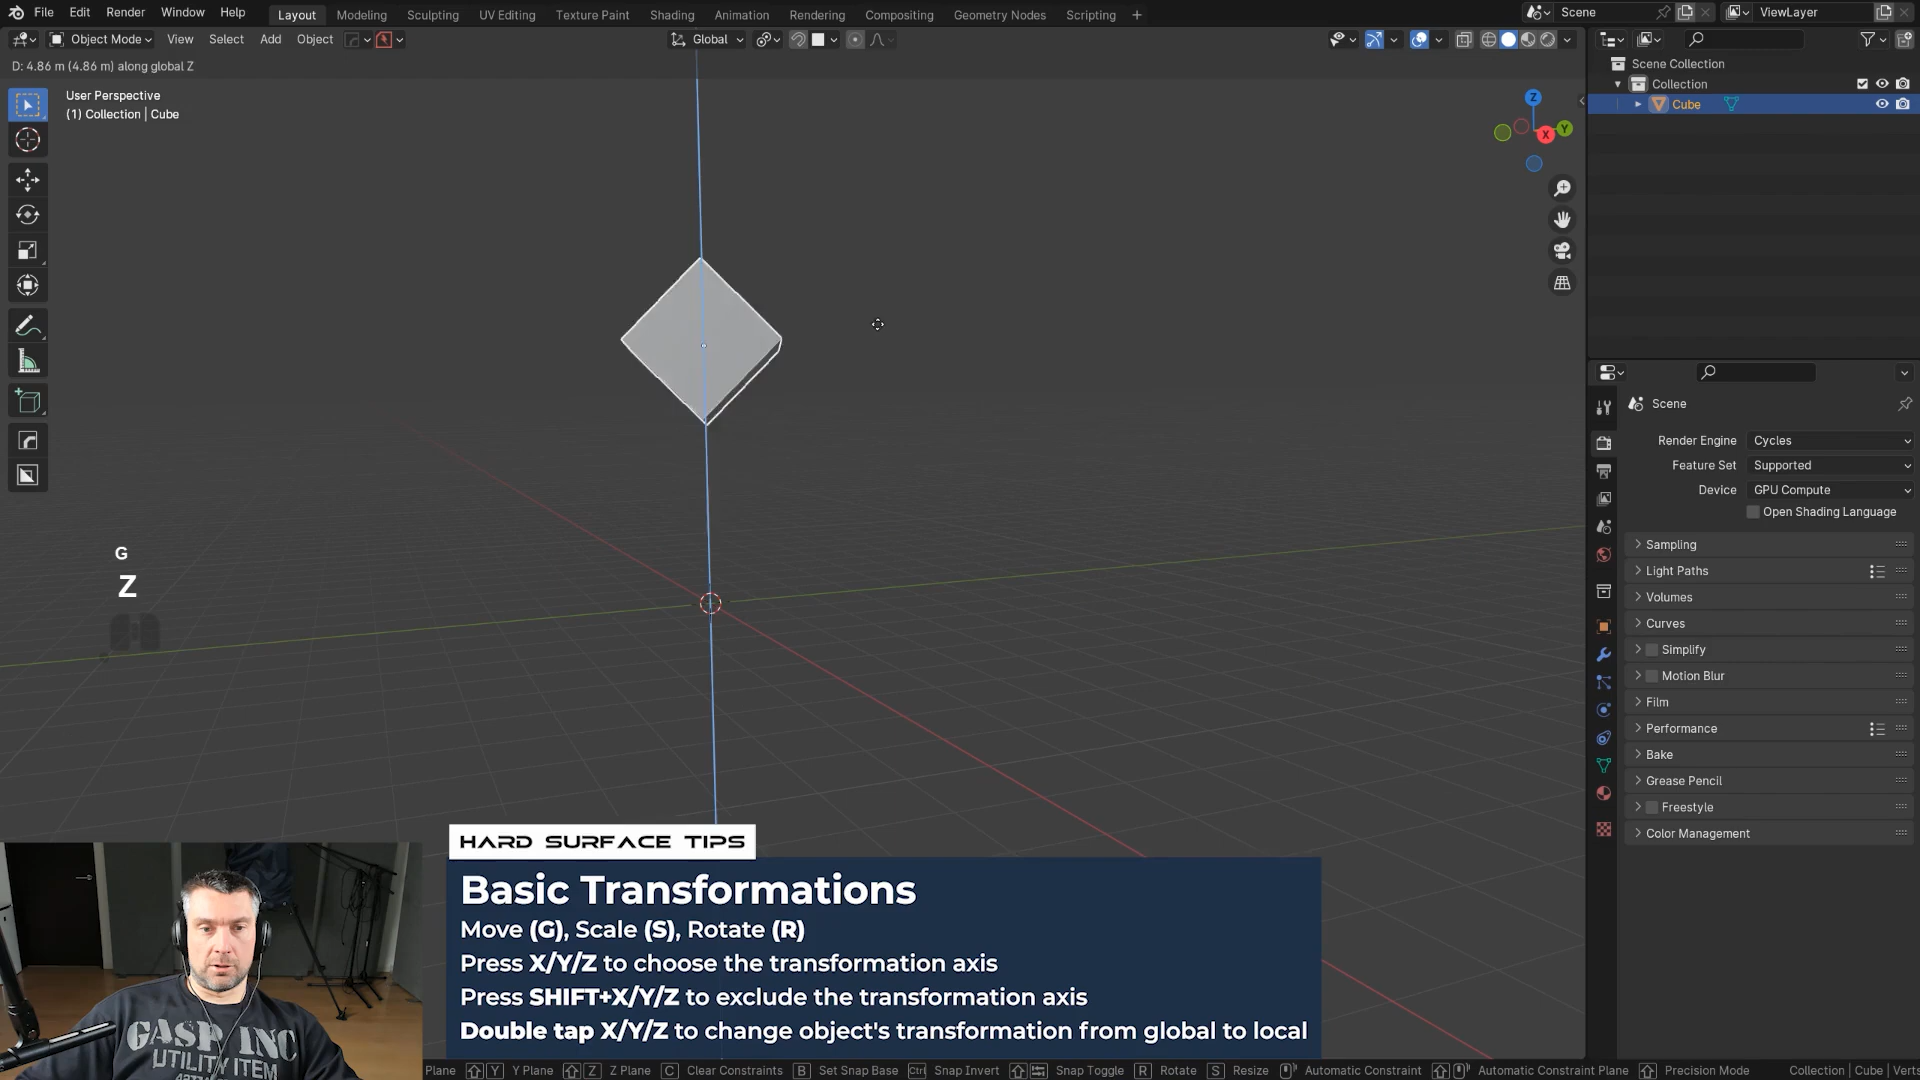 File Edit Render Window Help Layout Modeling Sculpting UV Editing Texture Paint Shading Animation Rendering Compositing Geometry Nodes Scripting + Scene ViewLayer
Object Mode View Select Add Object Global
D: 4.86 m (4.86 m) along global Z
User Perspective
(1) Collection | Cube
Scene Collection
Collection
Cube
Z
Y
X
Scene
Render Engine Cycles
Feature Set Supported
Device GPU Compute
Open Shading Language
Sampling
Light Paths
Volumes
Curves
Simplify
Motion Blur
Film
Performance
Bake
Grease Pencil
Freestyle
Color Management
G
Z
HARD SURFACE TIPS
Basic Transformations
Move (G), Scale (S), Rotate (R)
Press X/Y/Z to choose the transformation axis
Press SHIFT+X/Y/Z to exclude the transformation axis
Double tap X/Y/Z to change object's transformation from global to local
GASP INC
UTILITY ITEM
Plane Y Y Plane Z Z Plane C Clear Constraints B Set Snap Base Ctrl Snap Invert Snap Toggle R Rotate S Resize Automatic Constraint Automatic Constraint Plane Precision Mode Collection | Cube | Verts